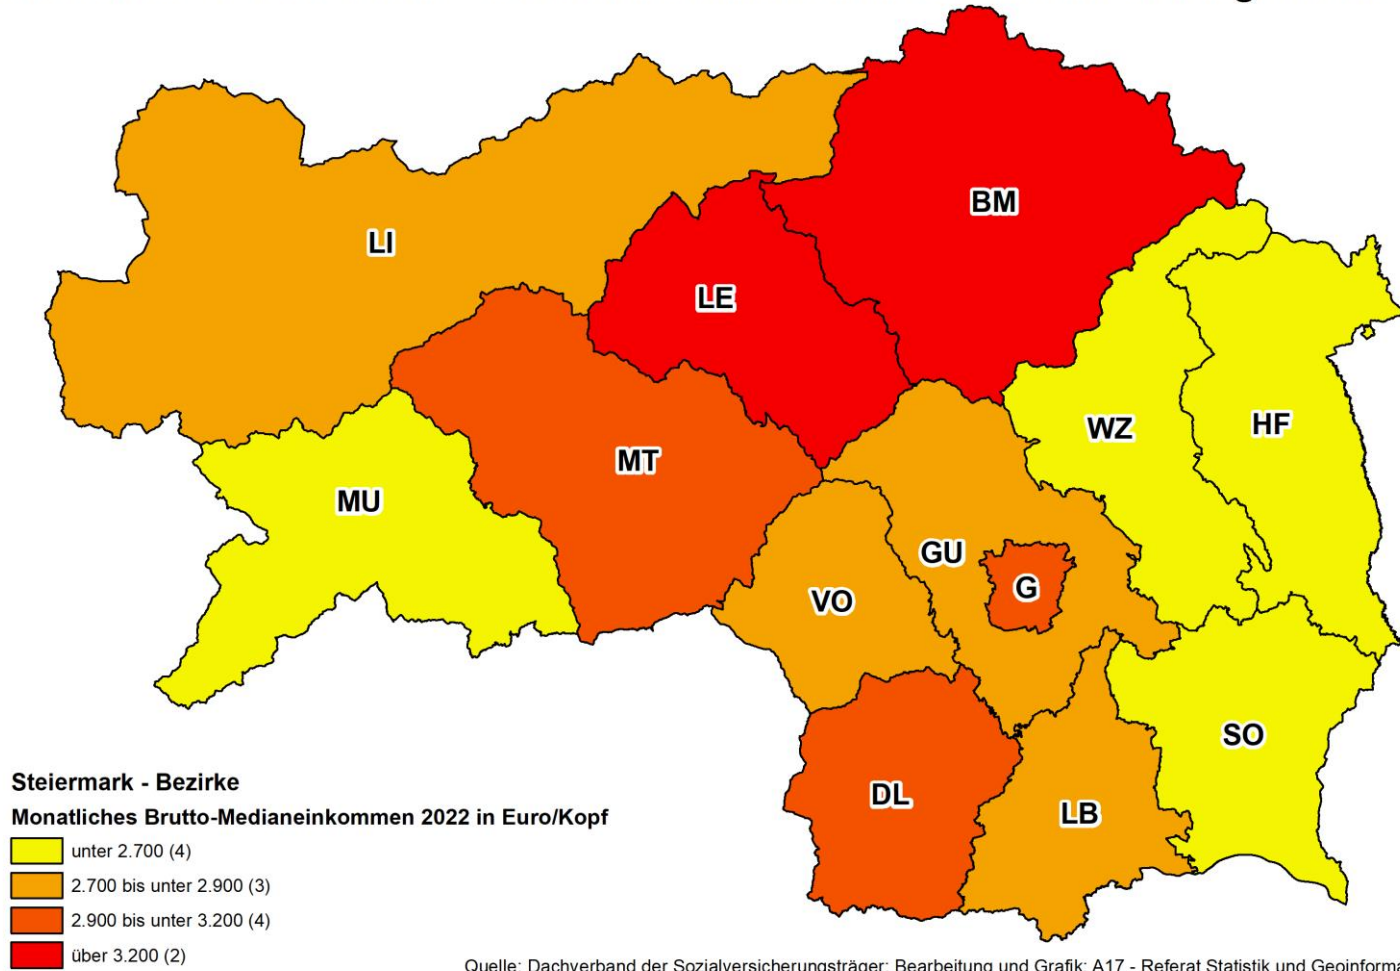 BM
LI
LE
HF
WZ
MT
MU
GU
G
VO
SO
DL
LB
Steiermark - Bezirke
Monatliches Brutto-Medianeinkommen 2022 in Euro/Kopf
unter 2.700 (4)
2.700 bis unter 2.900 (3)
2.900 bis unter 3.200 (4)
über 3.200 (2)
Quelle: Dachverband der Sozialversicherungsträger; Bearbeitung und Grafik: A17 - Referat Statistik und Geoinform